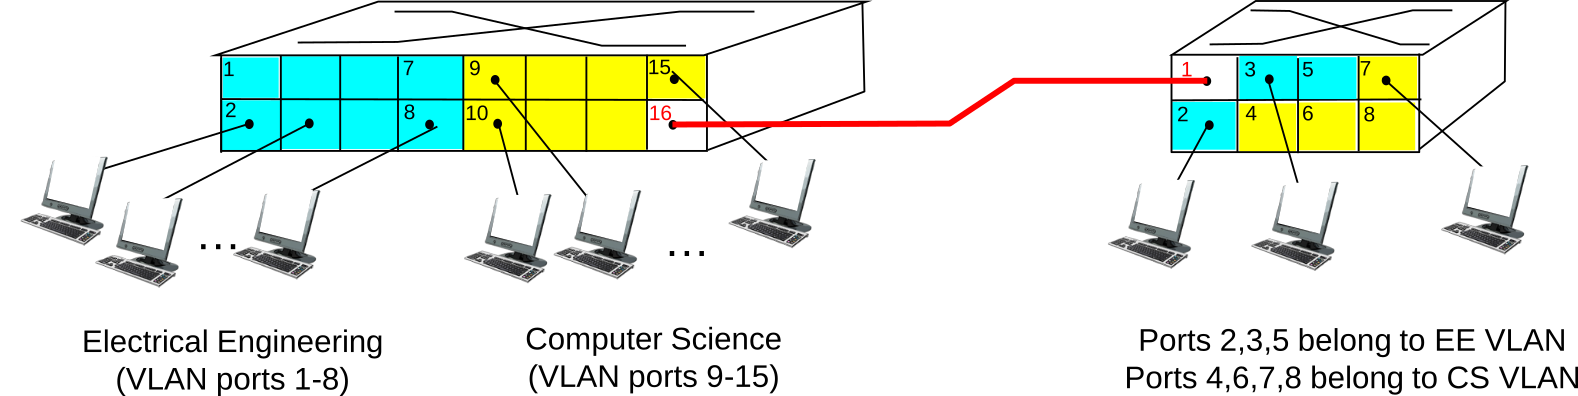 1 7 9 15
2 8 10 16
... ...
Electrical Engineering
(VLAN ports 1-8)
Computer Science
(VLAN ports 9-15)
1 3 5 7
2 4 6 8
Ports 2,3,5 belong to EE VLAN
Ports 4,6,7,8 belong to CS VLAN